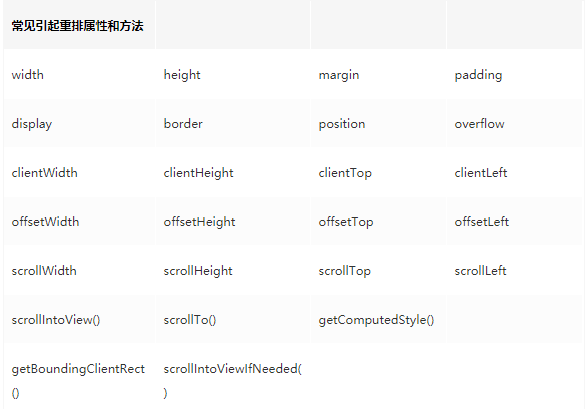 常见引起重排属性和方法
width height margin padding
display border position overflow
clientWidth clientHeight clientTop clientLeft
offsetWidth offsetHeight offsetTop offsetLeft
scrollWidth scrollHeight scrollTop scrollLeft
scrollIntoView() scrollTo() getComputedStyle()
getBoundingClientRect scrollIntoViewIfNeeded(
() )